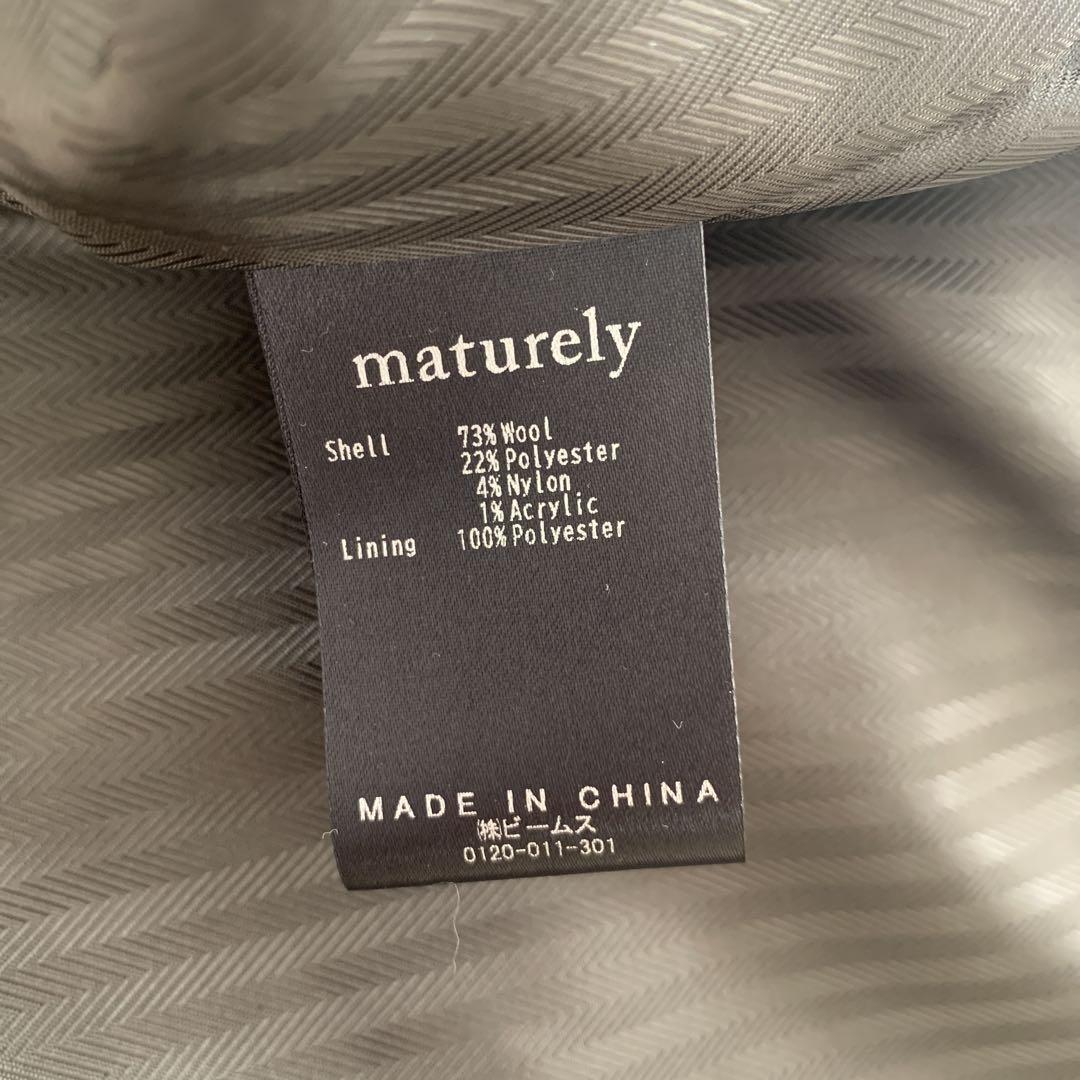 maturely
Shell 73% Wool
22% Polyester
4% Nylon
1% Acrylic
Lining 100% Polyester
MADE IN CHINA
㈱ビームス
0120-011-301